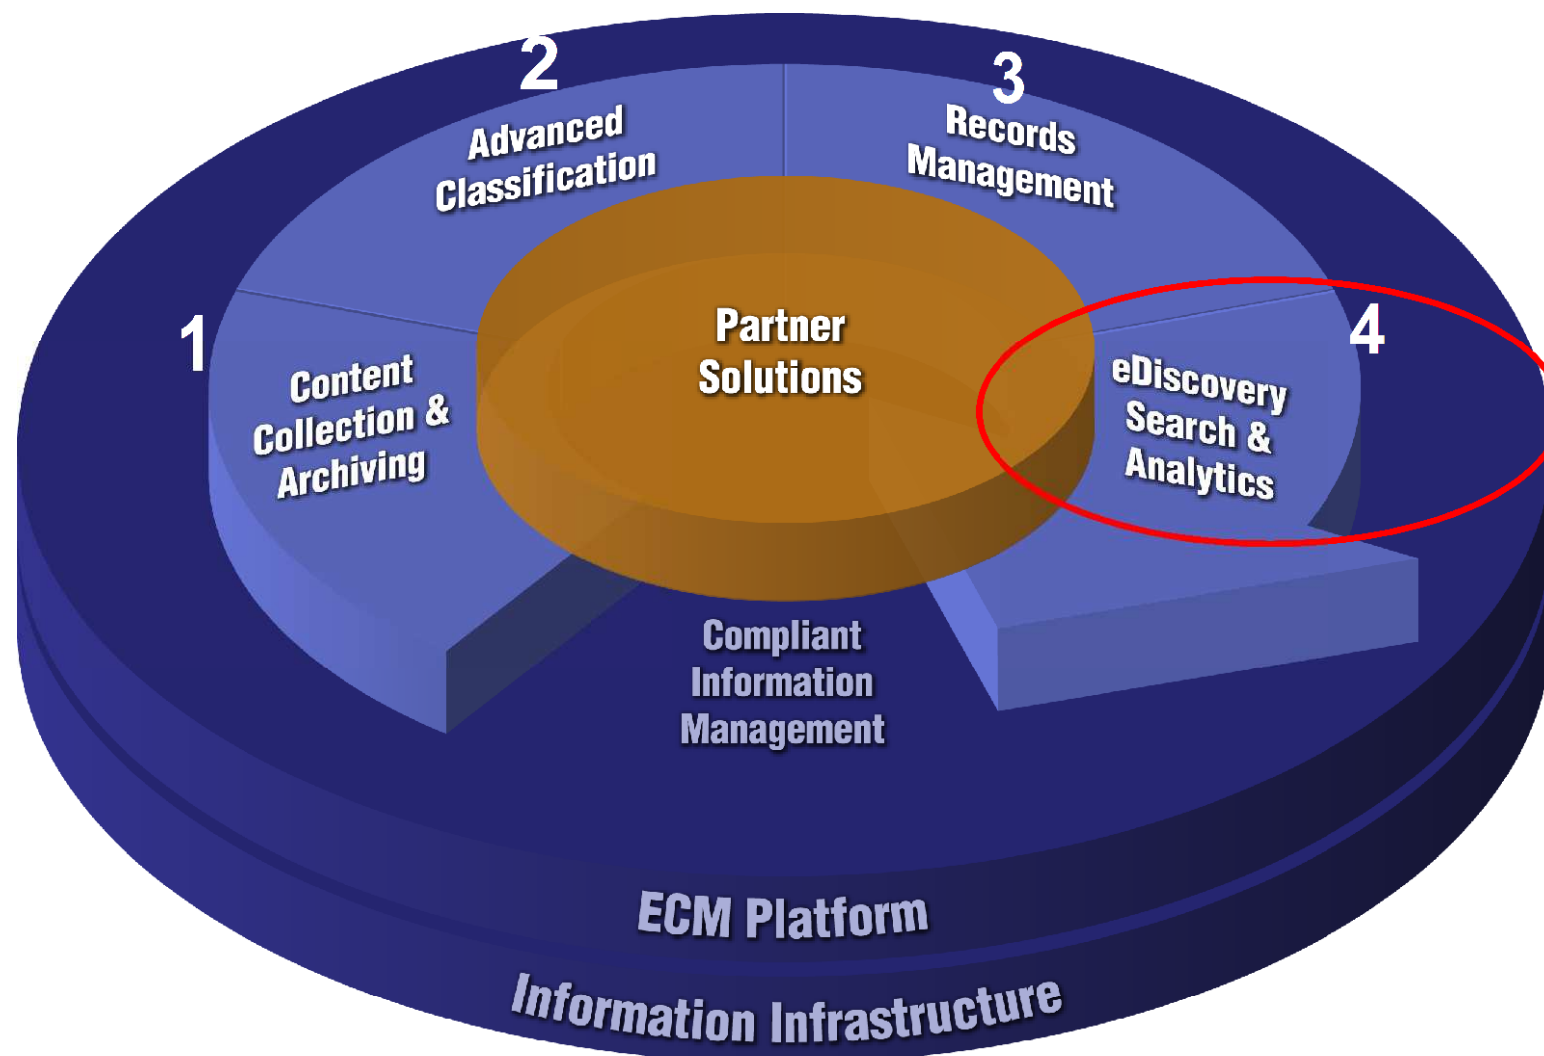 2
Advanced
Classification
3
Records
Management
1
Content
Collection &
Archiving
Partner
Solutions
4
eDiscovery
Search &
Analytics
Compliant
Information
Management
ECM Platform
Information Infrastructure